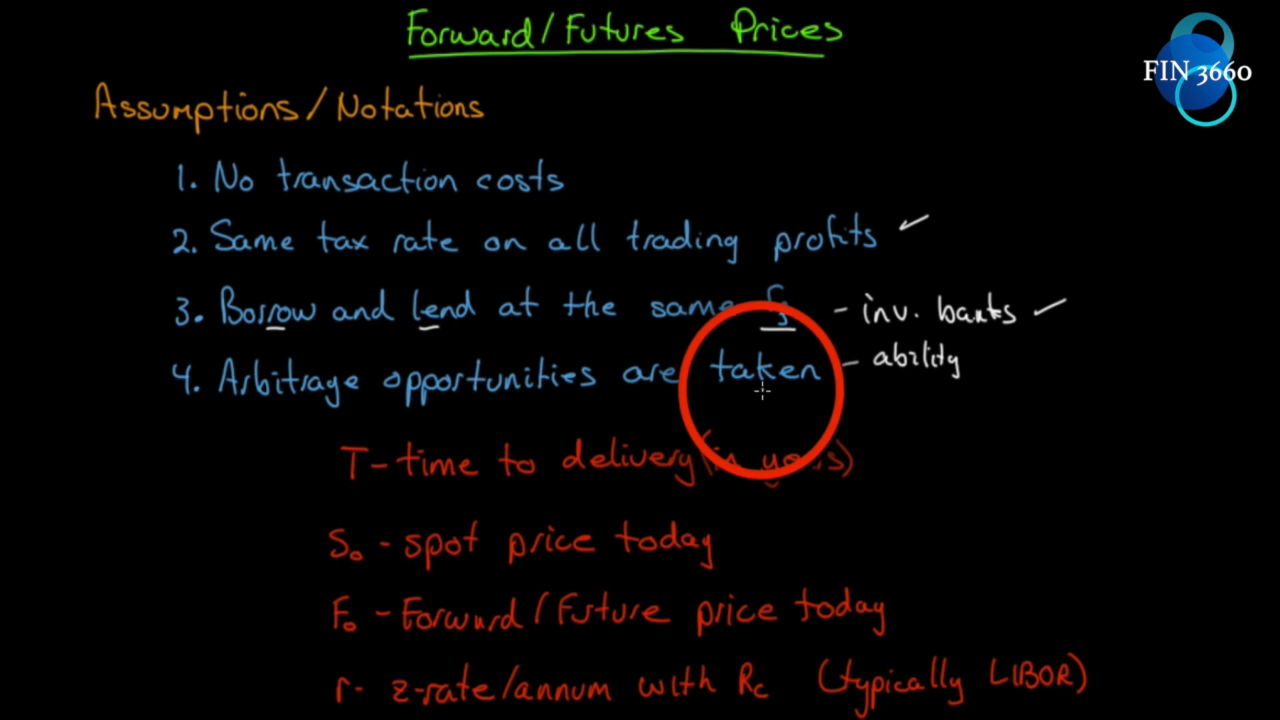 Forward/Futures Prices
FIN 3660
Assumptions/Notations
1. No transaction costs
2. Same tax rate on all trading profits
3. Borrow and lend at the same - inv. banks
4. Arbitrage opportunities are taken - ability
T - time to delivery (in years)
S₀ - spot price today
F₀ - Forward/Future price today
r - z-rate/annum with Rc (typically LIBOR)